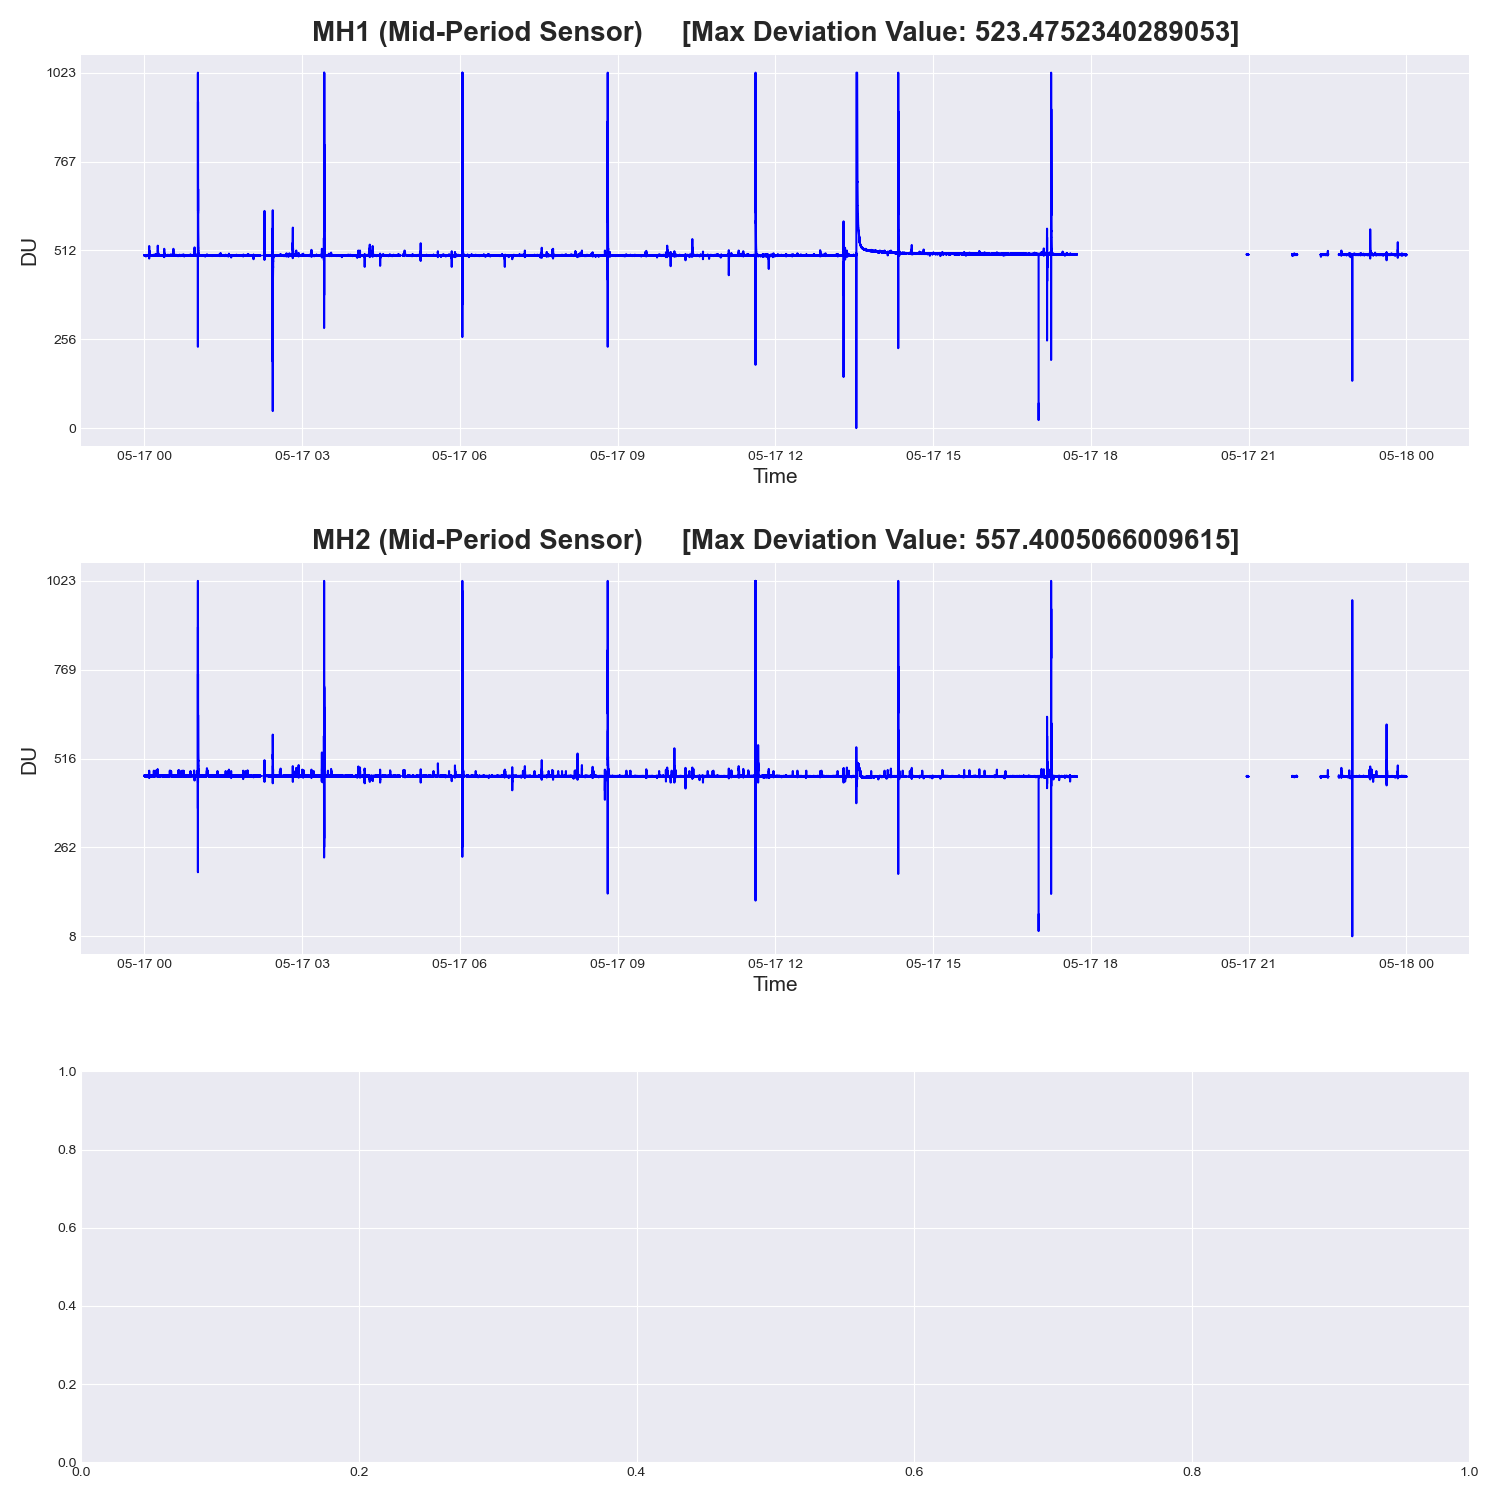 MH1 (Mid-Period Sensor) [Max Deviation Value: 523.4752340289053]
1023
767
512
256
0
DU
05-17 00 05-17 03 05-17 06 05-17 09 05-17 12 05-17 15 05-17 18 05-17 21 05-18 00
Time
MH2 (Mid-Period Sensor) [Max Deviation Value: 557.4005066009615]
1023
769
516
262
8
DU
05-17 00 05-17 03 05-17 06 05-17 09 05-17 12 05-17 15 05-17 18 05-17 21 05-18 00
Time
1.0
0.8
0.6
0.4
0.2
0.0
0.0 0.2 0.4 0.6 0.8 1.0